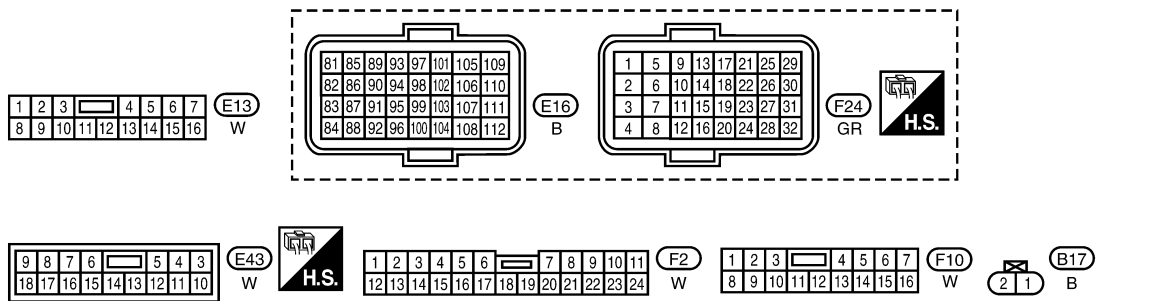 81 85 89 93 97 101 105 109
82 86 90 94 98 102 106 110
83 87 91 95 99 103 107 111
84 88 92 96 100 104 108 112
E16
B
1 5 9 13 17 21 25 29
2 6 10 14 18 22 26 30
3 7 11 15 19 23 27 31
4 8 12 16 20 24 28 32
F24
GR
H.S.
1 2 3 4 5 6 7
8 9 10 11 12 13 14 15 16
E13
W
9 8 7 6 5 4 3
18 17 16 15 14 13 12 11 10
E43
W
H.S.
1 2 3 4 5 6 7 8 9 10 11
12 13 14 15 16 17 18 19 20 21 22 23 24
F2
W
1 2 3 4 5 6 7
8 9 10 11 12 13 14 15 16
F10
W
2 1
B17
B